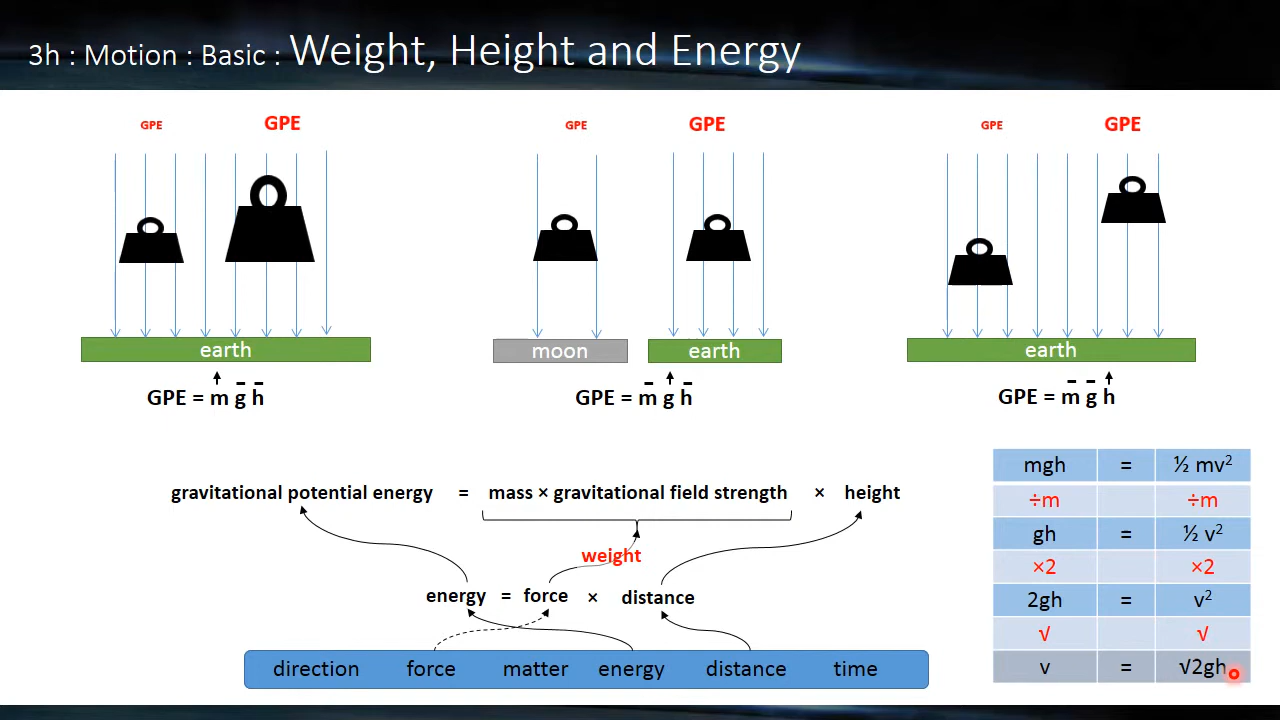 3h : Motion : Basic : Weight, Height and Energy
GPE GPE
earth
GPE = m g̅ h̅
GPE GPE
moon earth
GPE = m̅ g h̅
GPE GPE
earth
GPE = m̅ g̅ h
gravitational potential energy = mass × gravitational field strength × height
weight
energy = force × distance
direction force matter energy distance time
mgh = ½ mv²
÷m ÷m
gh = ½ v²
×2 ×2
2gh = v²
√ √
v = √2gh